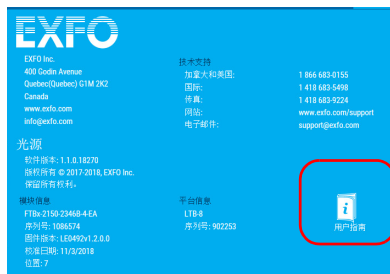 EXFO
EXFO Inc.
400 Godin Avenue
Quebec(Quebec) G1M 2K2
Canada
www.exfo.com
info@exfo.com
技术支持
加拿大和美国: 1 866 683-0155
国际: 1 418 683-5498
传真: 1 418 683-9224
网站: www.exfo.com/support
电子邮件: support@exfo.com
光源
软件版本: 1.1.0.18270
版权所有 © 2017-2018, EXFO Inc.
保留所有权利。
模块信息
FTBx-2150-2346B-4-EA
序列号: 1086574
固件版本: LE0492v1.2.0.0
校准日期: 11/3/2018
位置: 7
平台信息
LTB-8
序列号: 902253
用户指南